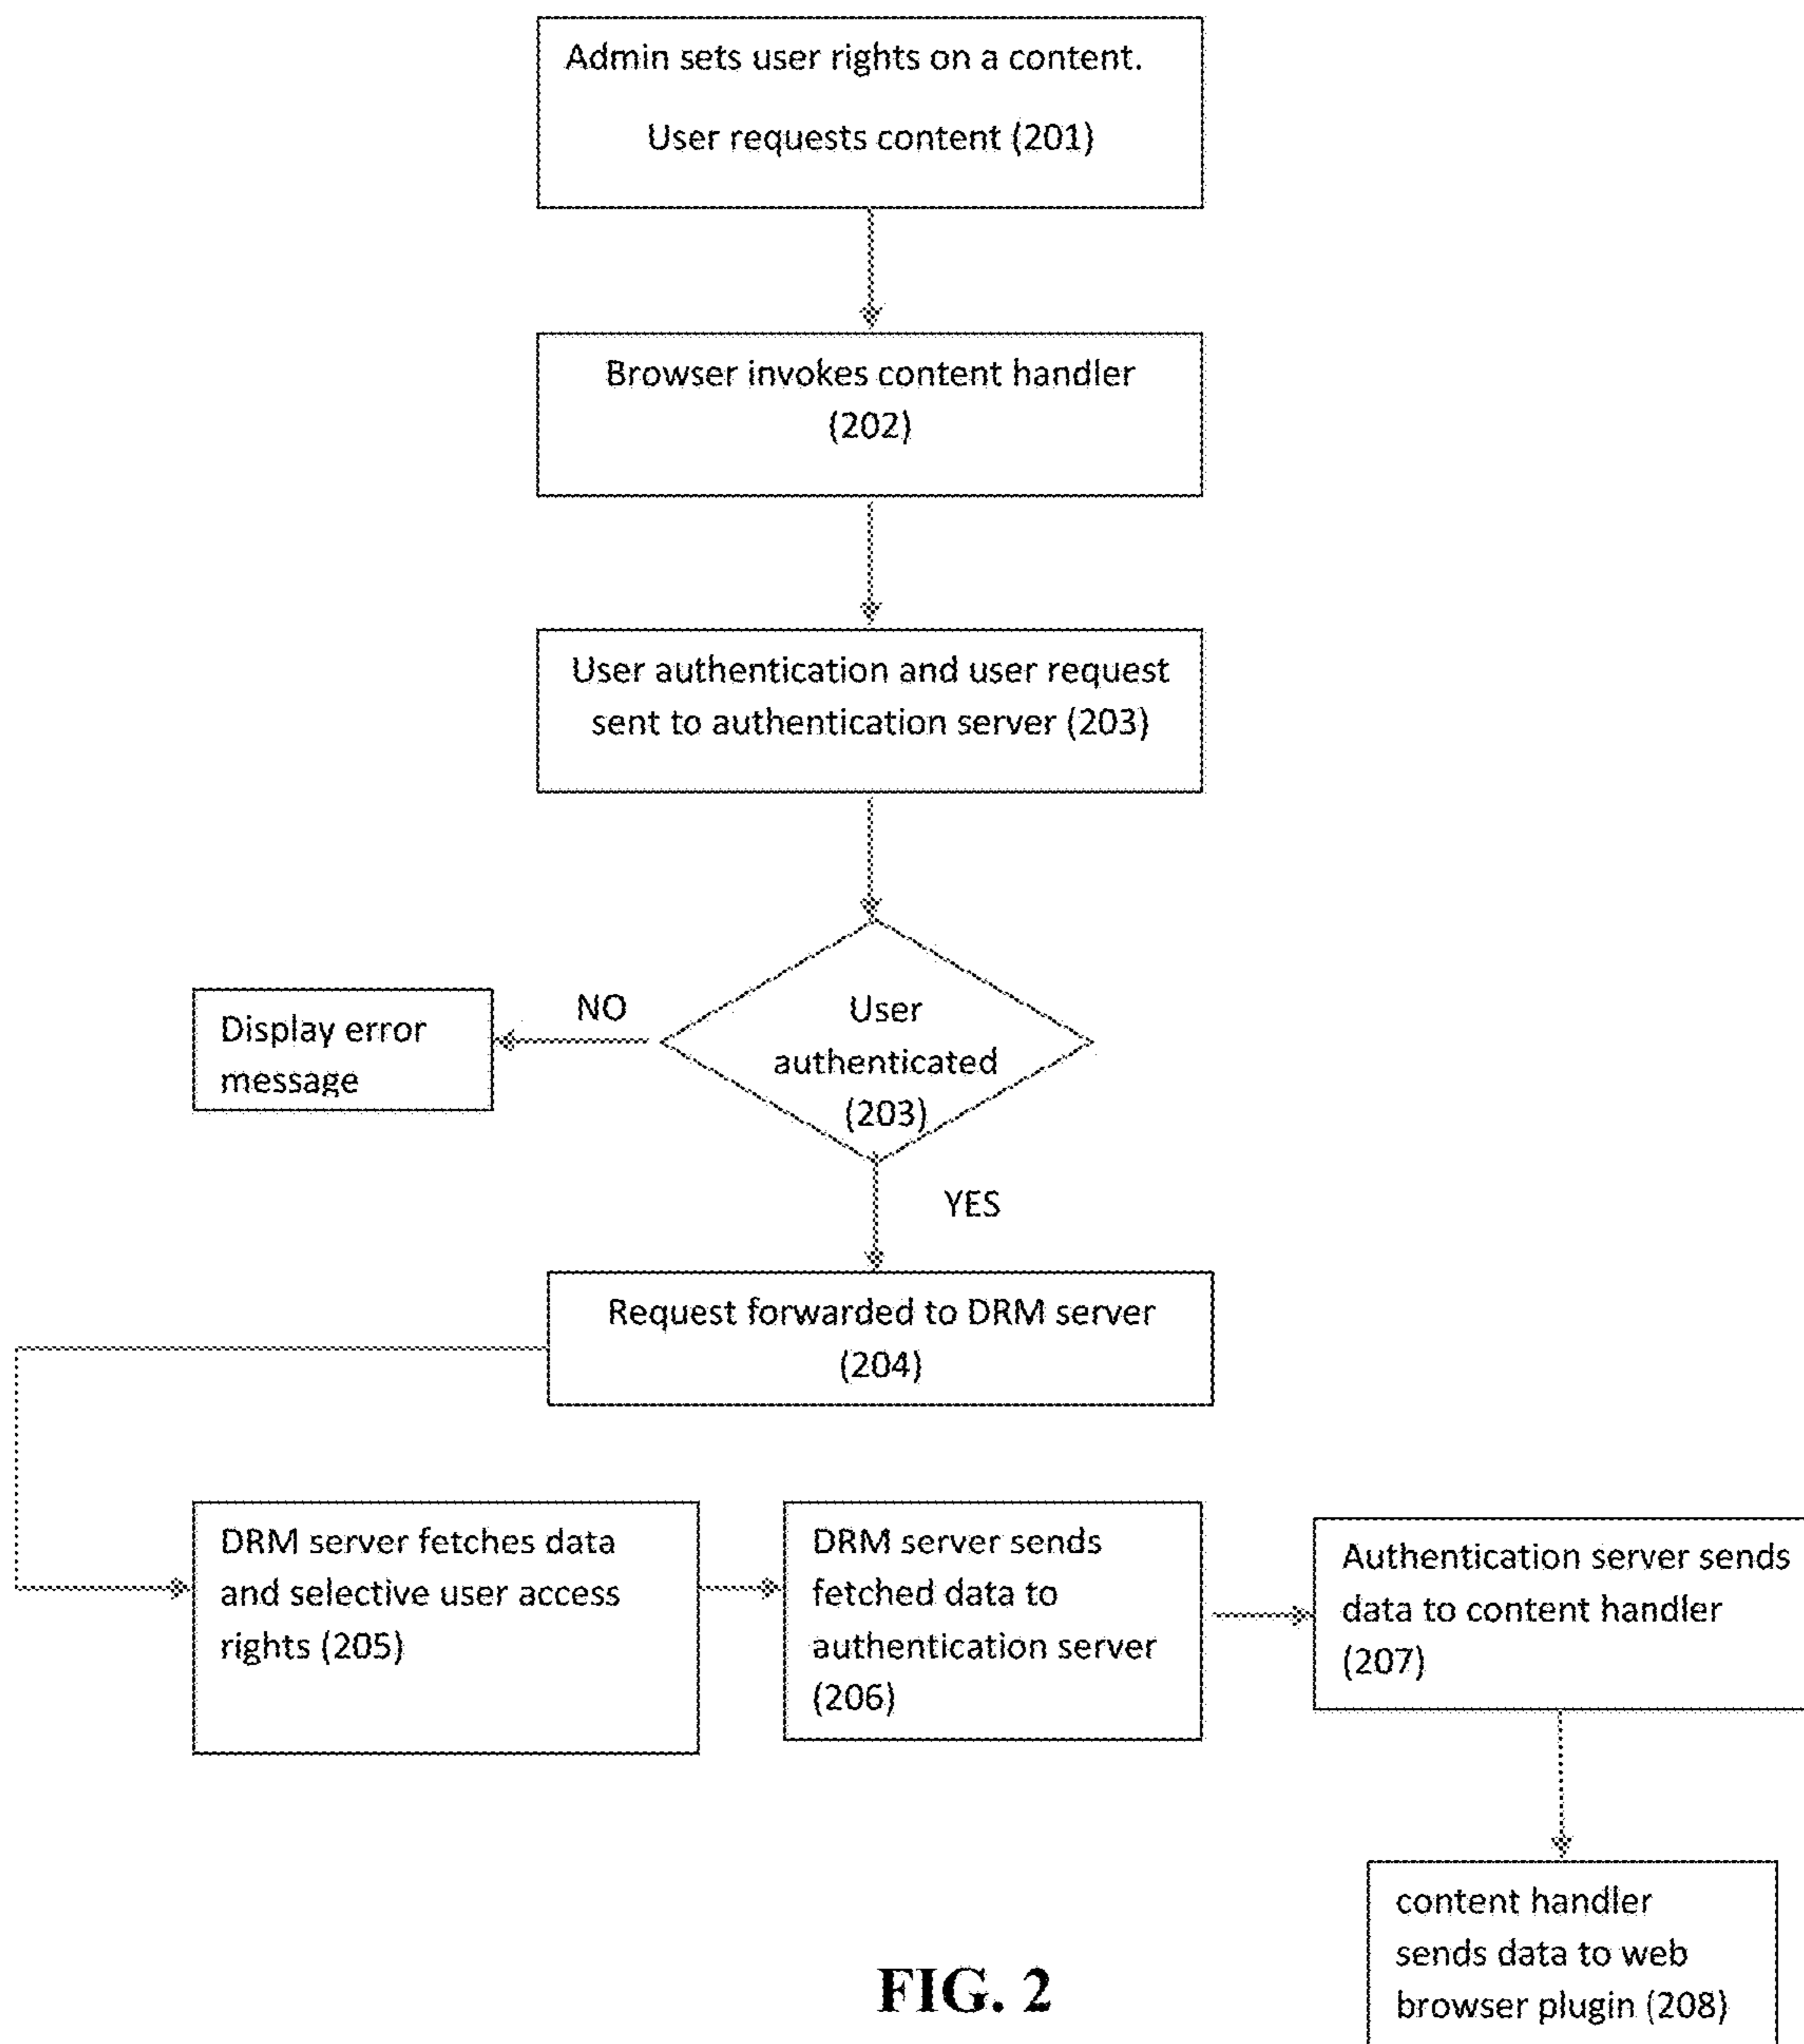 Admin sets user rights on a content.
User requests content (201)
Browser invokes content handler
(202)
User authentication and user request
sent to authentication server (203)
User
authenticated
(203)
NO
Display error
message
YES
Request forwarded to DRM server
(204)
DRM server fetches data
and selective user access
rights (205)
DRM server sends
fetched data to
authentication server
(206)
Authentication server sends
data to content handler
(207)
content handler
sends data to web
browser plugin (208)
FIG. 2